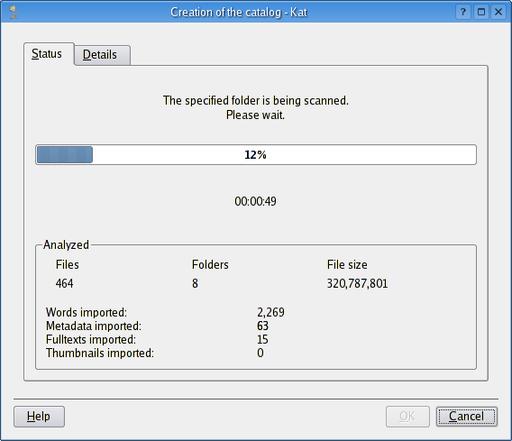 Creation of the catalog - Kat
Status Details
The specified folder is being scanned.
Please wait.
12%
00:00:49
Analyzed
Files Folders File size
464 8 320,787,801
Words imported: 2,269
Metadata imported: 63
Fulltexts imported: 15
Thumbnails imported: 0
Help OK Cancel